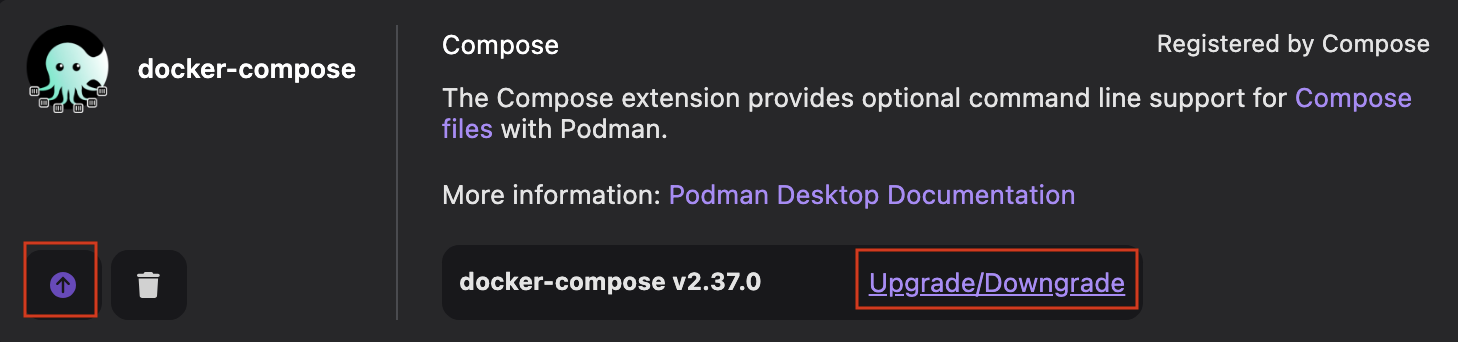 docker-compose
Compose
Registered by Compose
The Compose extension provides optional command line support for Compose
files with Podman.
More information: Podman Desktop Documentation
docker-compose v2.37.0
Upgrade/Downgrade